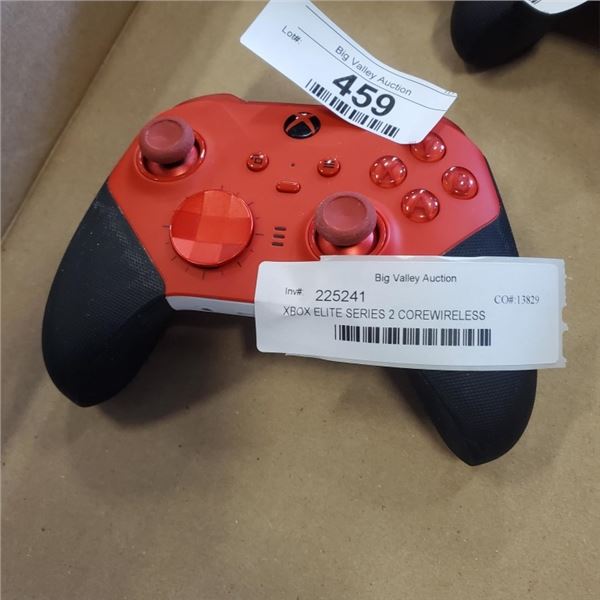 Lot#:
Big Valley Auction
459
Big Valley Auction
Inv#
225241
CO#:13829
XBOX ELITE SERIES 2 COREWIRELESS
Y
X
B
A